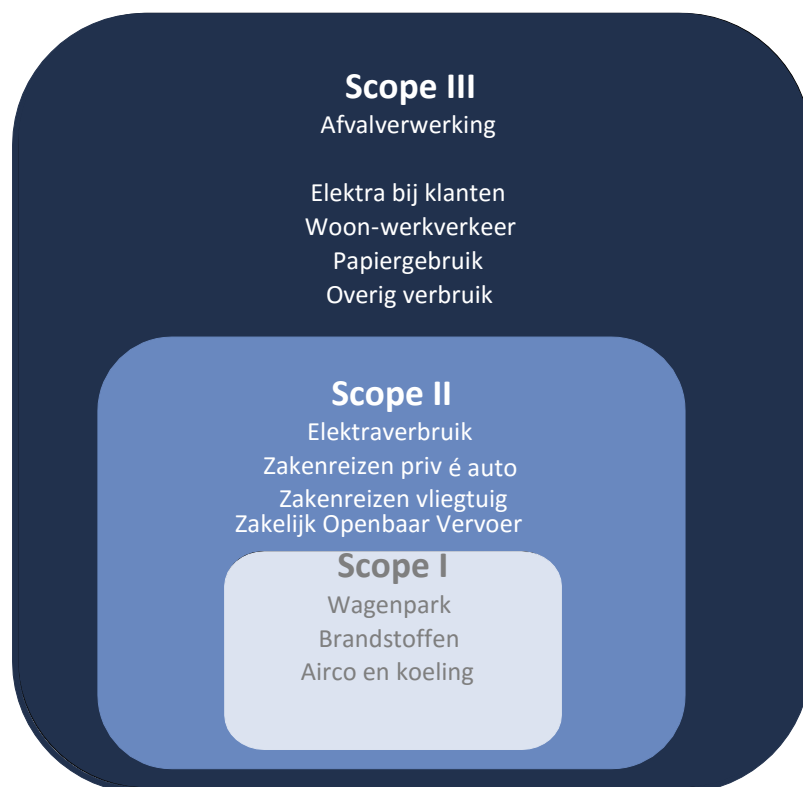 Scope III
Afvalverwerking
Elektra bij klanten
Woon-werkverkeer
Papiergebruik
Overig verbruik
Scope II
Elektraverbruik
Zakenreizen priv é auto
Zakenreizen vliegtuig
Zakelijk Openbaar Vervoer
Scope I
Wagenpark
Brandstoffen
Airco en koeling